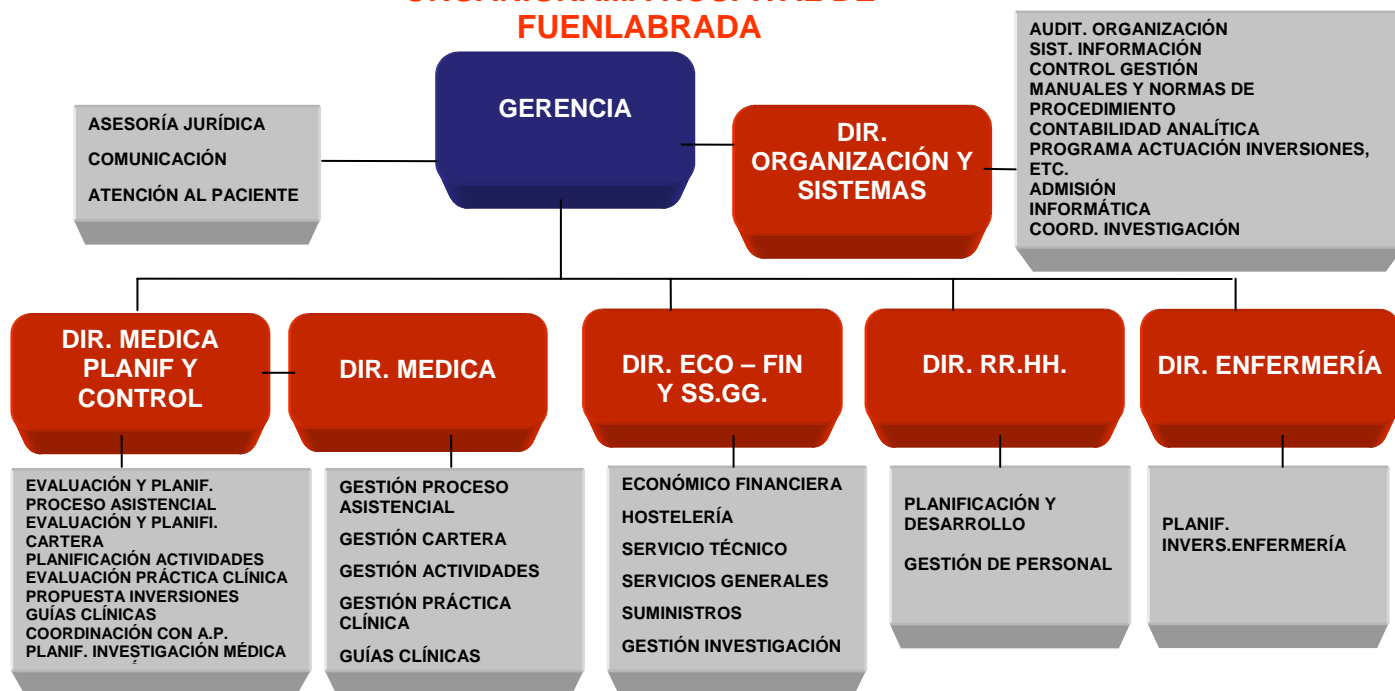 ORGANIGRAMA HOSPITAL DE
FUENLABRADA
GERENCIA
ASESORÍA JURÍDICA
COMUNICACIÓN
ATENCIÓN AL PACIENTE
DIR.
ORGANIZACIÓN Y
SISTEMAS
AUDIT. ORGANIZACIÓN
SIST. INFORMACIÓN
CONTROL GESTIÓN
MANUALES Y NORMAS DE
PROCEDIMIENTO
CONTABILIDAD ANALÍTICA
PROGRAMA ACTUACIÓN INVERSIONES,
ETC.
ADMISIÓN
INFORMÁTICA
COORD. INVESTIGACIÓN
DIR. MEDICA
PLANIF Y
CONTROL
DIR. MEDICA
DIR. ECO – FIN
Y SS.GG.
DIR. RR.HH.
DIR. ENFERMERÍA
EVALUACIÓN Y PLANIF.
PROCESO ASISTENCIAL
EVALUACIÓN Y PLANIFI.
CARTERA
PLANIFICACIÓN ACTIVIDADES
EVALUACIÓN PRÁCTICA CLÍNICA
PROPUESTA INVERSIONES
GUÍAS CLÍNICAS
COORDINACIÓN CON A.P.
PLANIF. INVESTIGACIÓN MÉDICA
GESTIÓN PROCESO
ASISTENCIAL
GESTIÓN CARTERA
GESTIÓN ACTIVIDADES
GESTIÓN PRÁCTICA
CLÍNICA
GUÍAS CLÍNICAS
ECONÓMICO FINANCIERA
HOSTELERÍA
SERVICIO TÉCNICO
SERVICIOS GENERALES
SUMINISTROS
GESTIÓN INVESTIGACIÓN
PLANIFICACIÓN Y
DESARROLLO
GESTIÓN DE PERSONAL
PLANIF.
INVERS.ENFERMERÍA